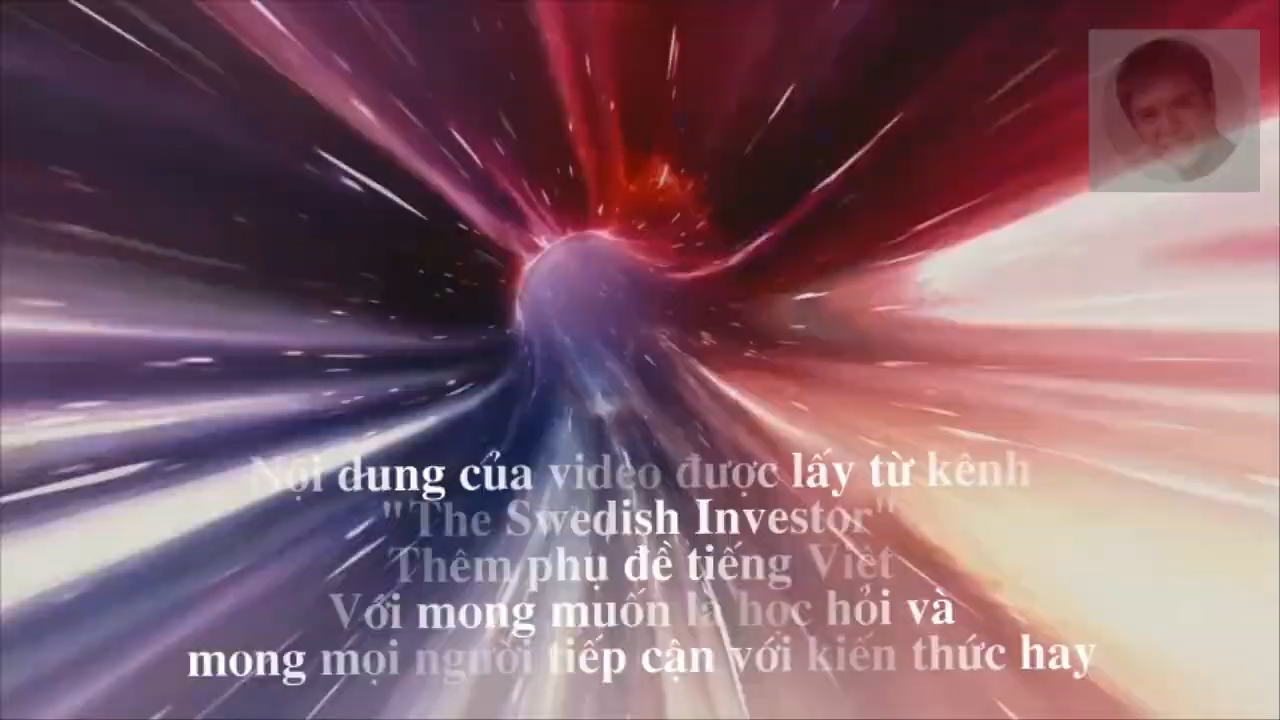 Nội dung của video được lấy từ kênh
"The Swedish Investor"
Thêm phụ đề tiếng Việt
Với mong muốn là học hỏi và
mong mọi người tiếp cận với kiến thức hay